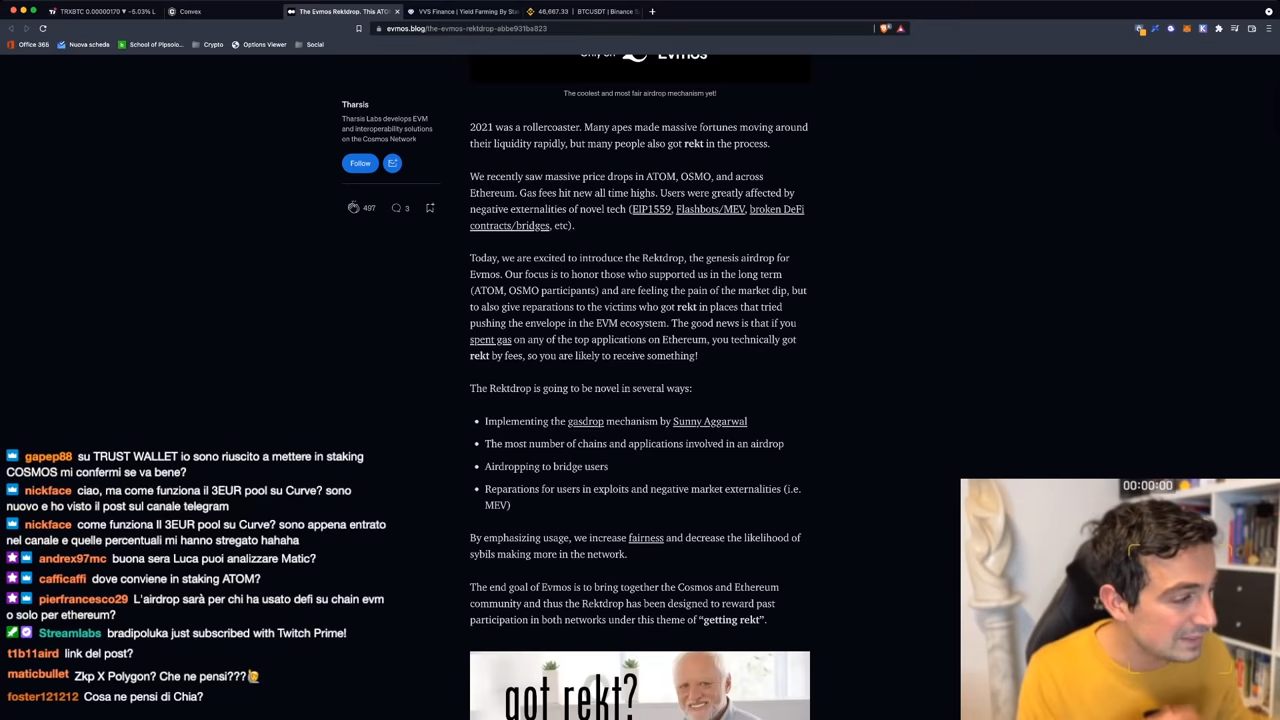 TRXBTC 0.00000170 ▼ −5.03% L
Convex
The Evmos Rektdrop. This ATO
VVS Finance | Yield Farming By Sta
46,667.33 | BTCUSDT | Binance S
evmos.blog/the-evmos-rektdrop-abbe931ba823
Office 365
Nuova scheda
School of Pipsolo...
Crypto
Options Viewer
Social
Evmos
The coolest and most fair airdrop mechanism yet!
Tharsis
Tharsis Labs develops EVM
and interoperability solutions
on the Cosmos Network
Follow
497
3
2021 was a rollercoaster. Many apes made massive fortunes moving around
their liquidity rapidly, but many people also got rekt in the process.
We recently saw massive price drops in ATOM, OSMO, and across
Ethereum. Gas fees hit new all time highs. Users were greatly affected by
negative externalities of novel tech (EIP1559, Flashbots/MEV, broken DeFi
contracts/bridges, etc).
Today, we are excited to introduce the Rektdrop, the genesis airdrop for
Evmos. Our focus is to honor those who supported us in the long term
(ATOM, OSMO participants) and are feeling the pain of the market dip, but
to also give reparations to the victims who got rekt in places that tried
pushing the envelope in the EVM ecosystem. The good news is that if you
spent gas on any of the top applications on Ethereum, you technically got
rekt by fees, so you are likely to receive something!
The Rektdrop is going to be novel in several ways:
• Implementing the gasdrop mechanism by Sunny Aggarwal
• The most number of chains and applications involved in an airdrop
• Airdropping to bridge users
• Reparations for users in exploits and negative market externalities (i.e.
MEV)
By emphasizing usage, we increase fairness and decrease the likelihood of
sybils making more in the network.
The end goal of Evmos is to bring together the Cosmos and Ethereum
community and thus the Rektdrop has been designed to reward past
participation in both networks under this theme of “getting rekt”.
got rekt?
gapep88 su TRUST WALLET io sono riuscito a mettere in staking
COSMOS mi confermi se va bene?
nickface ciao, ma come funziona il 3EUR pool su Curve? sono
nuovo e ho visto il post sul canale telegram
nickface come funziona Il 3EUR pool su Curve? sono appena entrato
nel canale e quelle percentuali mi hanno stregato hahaha
andrex97mc buona sera Luca puoi analizzare Matic?
cafficaffi dove conviene in staking ATOM?
pierfrancesco29 L'airdrop sarà per chi ha usato defi su chain evm
o solo per ethereum?
Streamlabs bradipoluka just subscribed with Twitch Prime!
t1b11aird link del post?
maticbullet Zkp X Polygon? Che ne pensi???
foster121212 Cosa ne pensi di Chia?
00:00:00